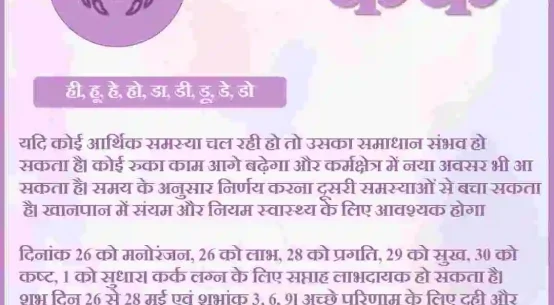 कर्क
ही, हू, हे, हो, डा, डी, डू, डे, डो
यदि कोई आर्थिक समस्या चल रही हो तो उसका समाधान संभव हो
सकता है। कोई रुका काम आगे बढ़ेगा और कर्मक्षेत्र में नया अवसर भी आ
सकता है। समय के अनुसार निर्णय करना दूसरी समस्याओं से बचा सकता
है। खानपान में संयम और नियम स्वास्थ्य के लिए आवश्यक होगा
दिनांक 26 को मनोरंजन, 26 को लाभ, 28 को प्रगति, 29 को सुख, 30 को
कष्ट, 1 को सुधार। कर्क लग्न के लिए सप्ताह लाभदायक हो सकता है।
शुभ दिन 26 से 28 मई एवं शुभांक 3, 6, 9। अच्छे परिणाम के लिए दही और